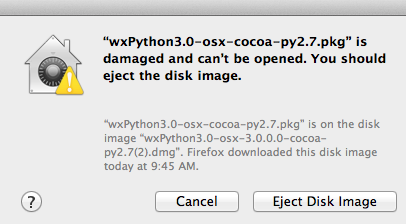 “wxPython3.0-osx-cocoa-py2.7.pkg” is
damaged and can't be opened. You should
eject the disk image.
“wxPython3.0-osx-cocoa-py2.7.pkg” is on the disk
image “wxPython3.0-osx-3.0.0.0-cocoa-
py2.7(2).dmg”. Firefox downloaded this disk image
today at 9:45 AM.
?
Cancel
Eject Disk Image